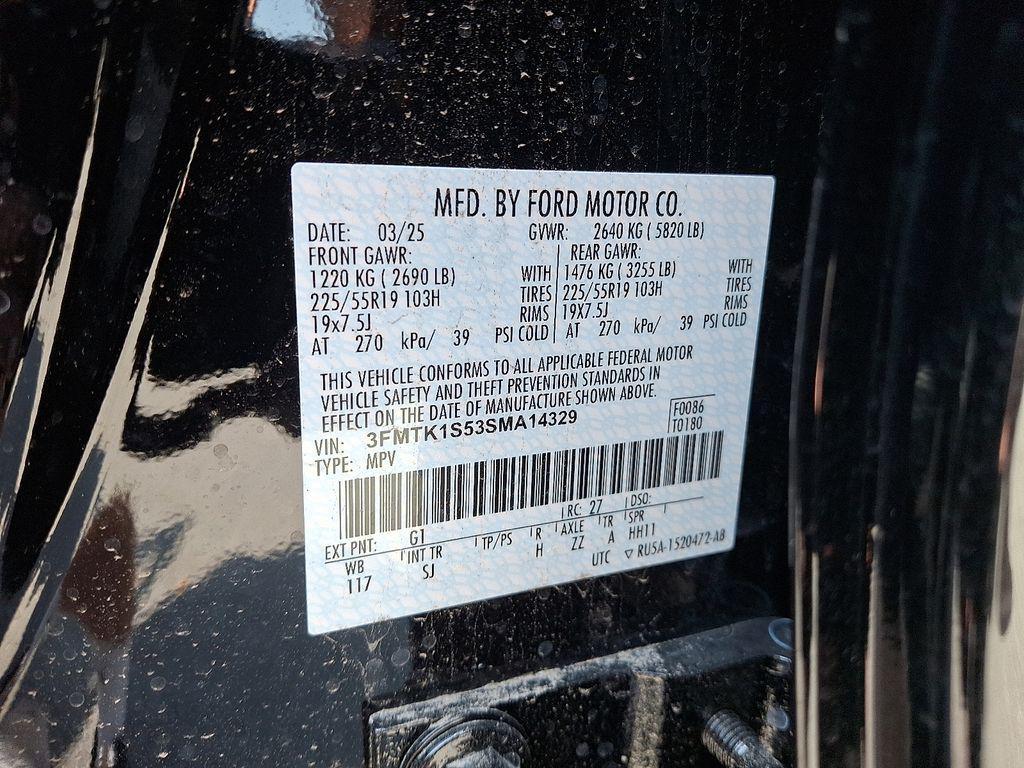 MFD. BY FORD MOTOR CO.
DATE: 03/25 GVWR: 2640 KG ( 5820 LB)
FRONT GAWR: REAR GAWR:
1220 KG ( 2690 LB) WITH 1476 KG ( 3255 LB) WITH
225/55R19 103H TIRES 225/55R19 103H TIRES
19x7.5J RIMS 19x7.5J RIMS
AT 270 kPa/ 39 PSI COLD AT 270 kPa/ 39 PSI COLD
THIS VEHICLE CONFORMS TO ALL APPLICABLE FEDERAL MOTOR
VEHICLE SAFETY AND THEFT PREVENTION STANDARDS IN
EFFECT ON THE DATE OF MANUFACTURE SHOWN ABOVE.
VIN: 3FMTK1S53SMA14329 F0086
TYPE: MPV T0180
EXT PNT: G1 RC: 27 DSO:
WB INT TR TP/PS R AXLE TR SPR
117 SJ H ZZ A HH11
UTC ▽ RU5A-1520472-AB